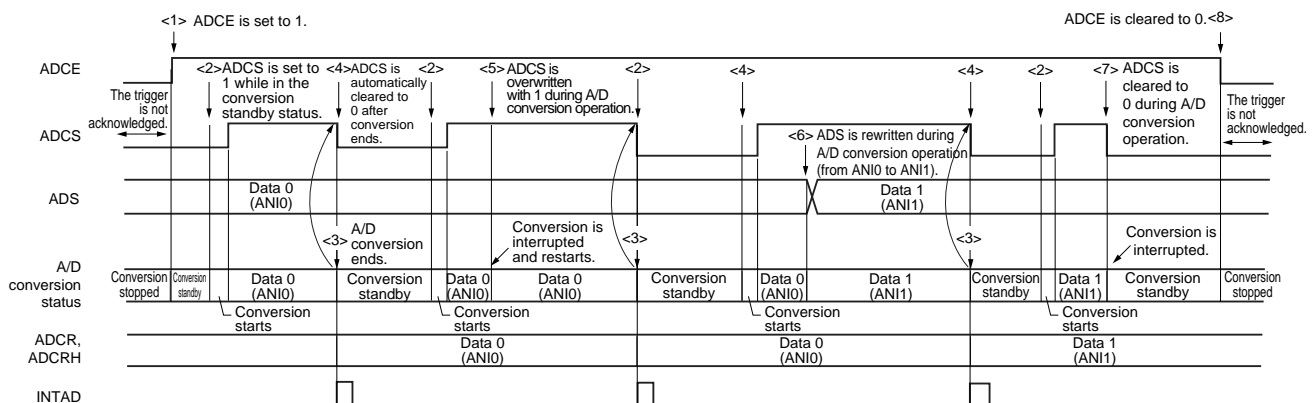 <1> ADCE is set to 1.
ADCE is cleared to 0. <8>
ADCE
<2> ADCS is set to
1 while in the
conversion
standby status.
<4> ADCS is
automatically
cleared to
0 after
conversion
ends.
<2>
<5> ADCS is
overwritten
with 1 during A/D
conversion operation.
<2>
<4>
<4>
<2>
<7> ADCS is
cleared to
0 during A/D
conversion
operation.
The trigger
is not
acknowledged.
The trigger
is not
acknowledged.
ADCS
<6> ADS is rewritten during
A/D conversion operation
(from ANI0 to ANI1).
ADS
Data 0
(ANI0)
Data 1
(ANI1)
<3> A/D
conversion
ends.
Conversion is
interrupted
and restarts.
<3>
<3>
Conversion is
interrupted.
A/D
conversion
status
Conversion
stopped
Conversion
standby
Data 0
(ANI0)
Conversion
standby
Data 0
(ANI0)
Data 0
(ANI0)
Conversion
standby
Data 0
(ANI0)
Data 1
(ANI1)
Conversion
standby
Data 1
(ANI1)
Conversion
standby
Conversion
stopped
Conversion
starts
Conversion
starts
Conversion
starts
Conversion
starts
ADCR,
ADCRH
Data 0
(ANI0)
Data 0
(ANI0)
Data 1
(ANI1)
INTAD